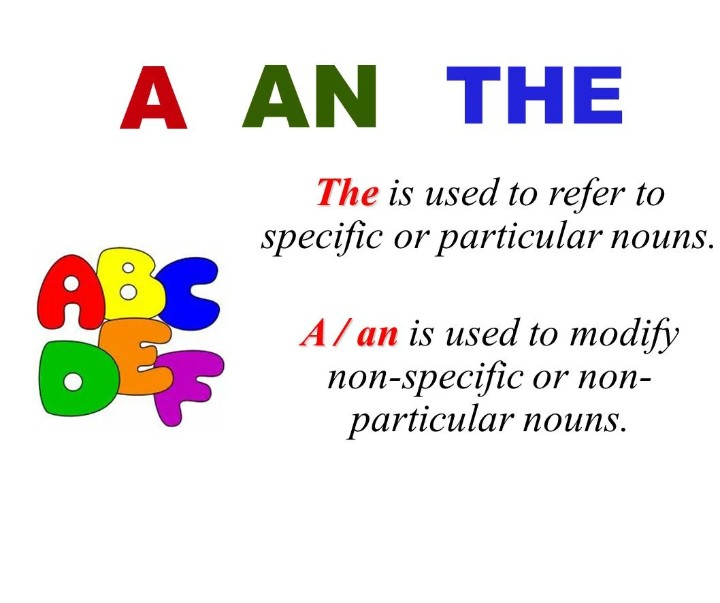 A AN THE
The is used to refer to
specific or particular nouns.
A / an is used to modify
non-specific or non-
particular nouns.
ABC
DEF